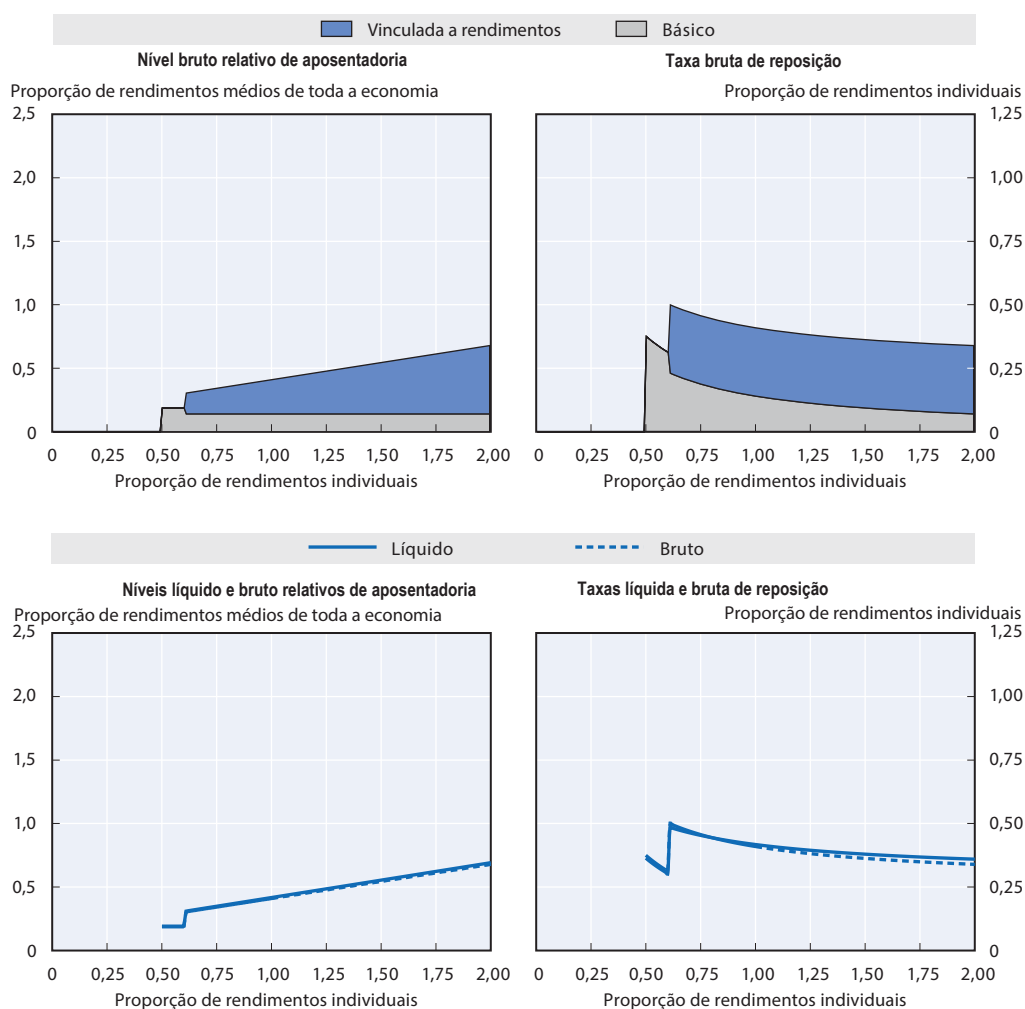 Vinculada a rendimentos Básico
Nível bruto relativo de aposentadoria
Proporção de rendimentos médios de toda a economia
2,5
2,0
1,5
1,0
0,5
0
0 0,25 0,50 0,75 1,00 1,25 1,50 1,75 2,00
Proporção de rendimentos individuais
Taxa bruta de reposição
Proporção de rendimentos individuais
1,25
1,00
0,75
0,50
0,25
0
0 0,25 0,50 0,75 1,00 1,25 1,50 1,75 2,00
Proporção de rendimentos individuais
Líquido Bruto
Níveis líquido e bruto relativos de aposentadoria
Proporção de rendimentos médios de toda a economia
2,5
2,0
1,5
1,0
0,5
0
0 0,25 0,50 0,75 1,00 1,25 1,50 1,75 2,00
Proporção de rendimentos individuais
Taxas líquida e bruta de reposição
Proporção de rendimentos individuais
1,25
1,00
0,75
0,50
0,25
0
0 0,25 0,50 0,75 1,00 1,25 1,50 1,75 2,00
Proporção de rendimentos individuais